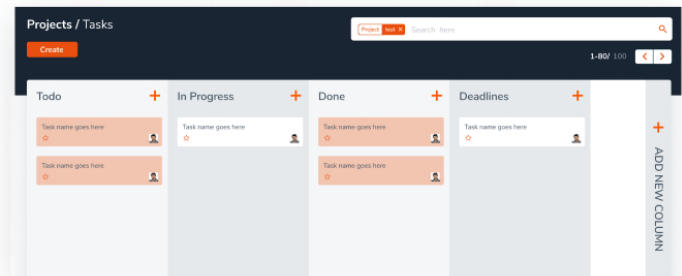 Projects / Tasks
Project test ×
Search here
Create
1-80/ 100
Todo
In Progress
Done
Deadlines
Task name goes here
Task name goes here
Task name goes here
Task name goes here
Task name goes here
Task name goes here
ADD NEW COLUMN